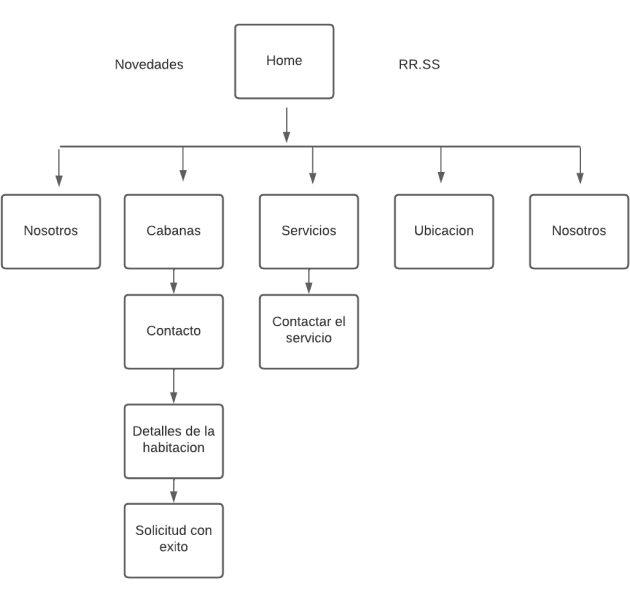 Home
Novedades
RR.SS
Nosotros
Cabanas
Servicios
Ubicacion
Nosotros
Contacto
Contactar el
servicio
Detalles de la
habitacion
Solicitud con
exito